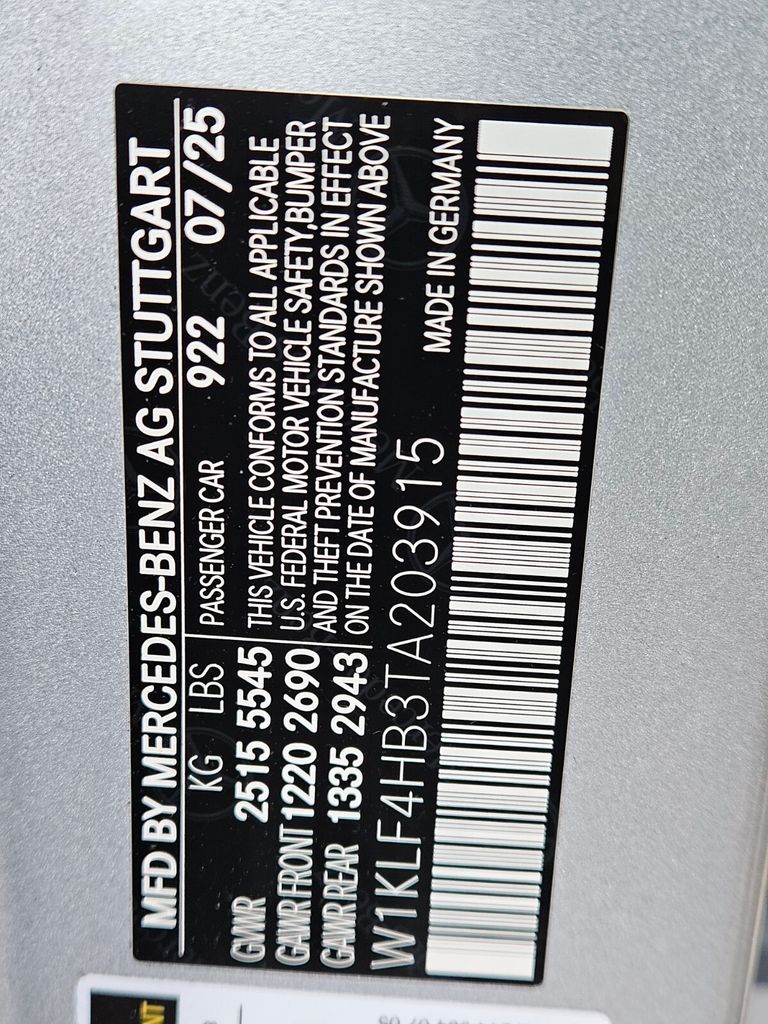 MFD BY MERCEDES-BENZ AG STUTTGART
KG LBS PASSENGER CAR 922 07/25
GVWR 2515 5545 THIS VEHICLE CONFORMS TO ALL APPLICABLE
GAWR FRONT 1220 2690 U.S. FEDERAL MOTOR VEHICLE SAFETY,BUMPER
GAWR REAR 1335 2943 AND THEFT PREVENTION STANDARDS IN EFFECT
ON THE DATE OF MANUFACTURE SHOWN ABOVE
W1KLF4HB3TA203915 MADE IN GERMANY